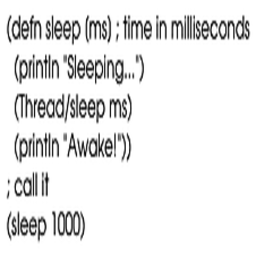 (defn sleep (ms) ; time in milliseconds
(println "Sleeping...")
(Thread/sleep ms)
(println "Awake!"))
; call it
(sleep 1000)